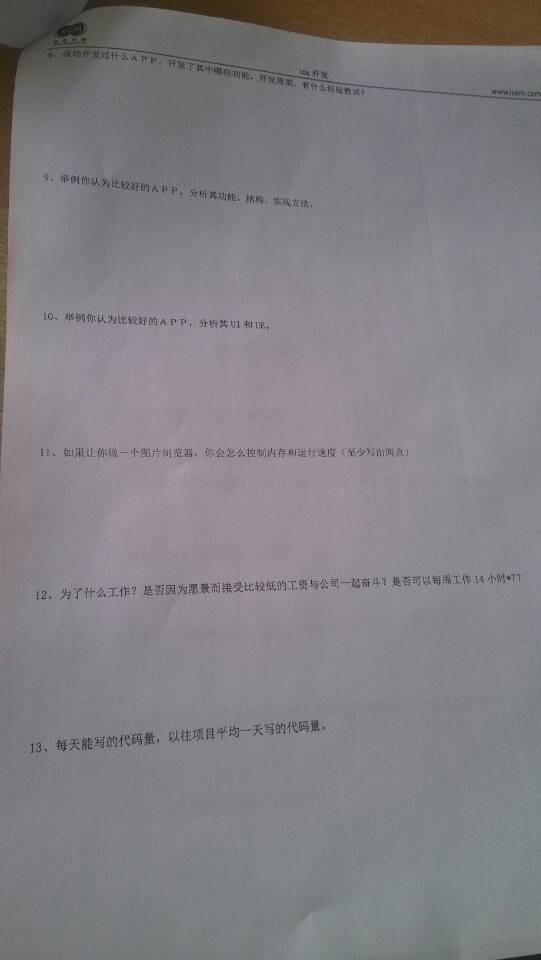 ios 开发
www.icem.com
8、成功开发过什么ＡＰＰ，开发了其中哪些功能，开发周期，有什么经验教训？
9、举例你认为比较好的ＡＰＰ，分析其功能、结构、实现方法。
10、举例你认为比较好的ＡＰＰ，分析其 UI 和 UE。
11、如果让你做一个图片浏览器，你会怎么控制内存和运行速度（至少写出两点）
12、为了什么工作？是否因为愿景而接受比较低的工资与公司一起奋斗？是否可以每周工作 14 小时*7？
13、每天能写的代码量，以往项目平均一天写的代码量。